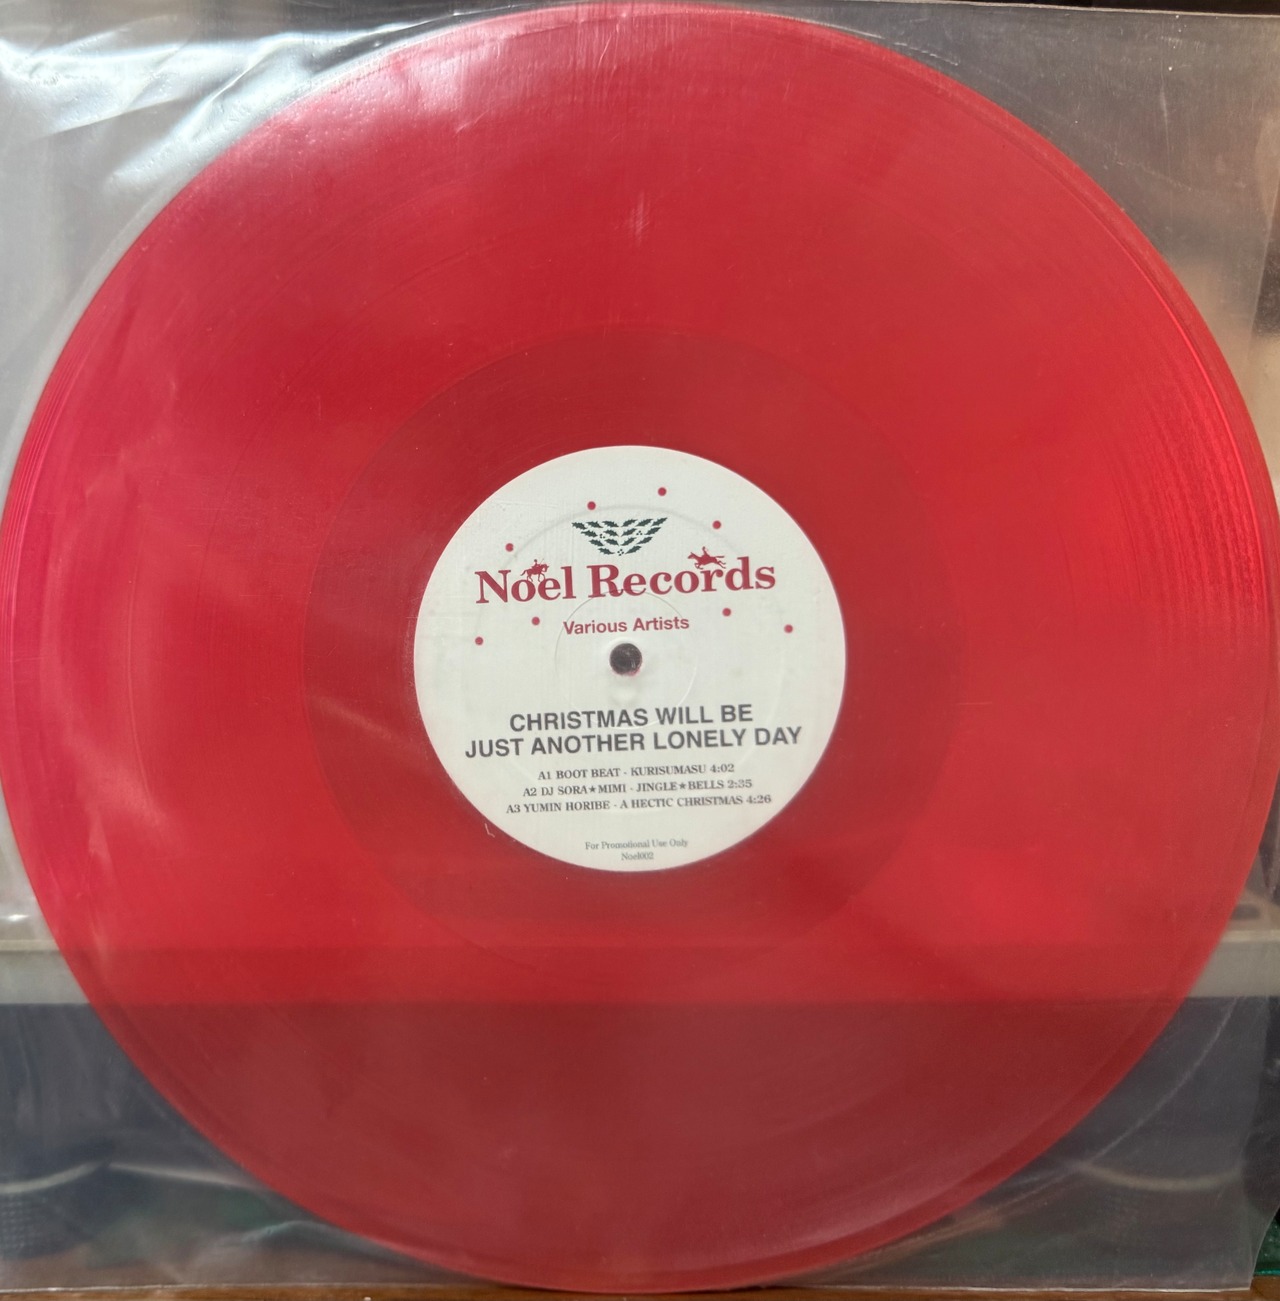 Noel Records
Various Artists
CHRISTMAS WILL BE
JUST ANOTHER LONELY DAY
A1 BOOT BEAT - KURISUMASU 4:02
A2 DJ SORA★MIMI - JINGLE★BELLS 2:35
A3 YUMIN HORIBE - A HECTIC CHRISTMAS 4:26
For Promotional Use Only
Noel002